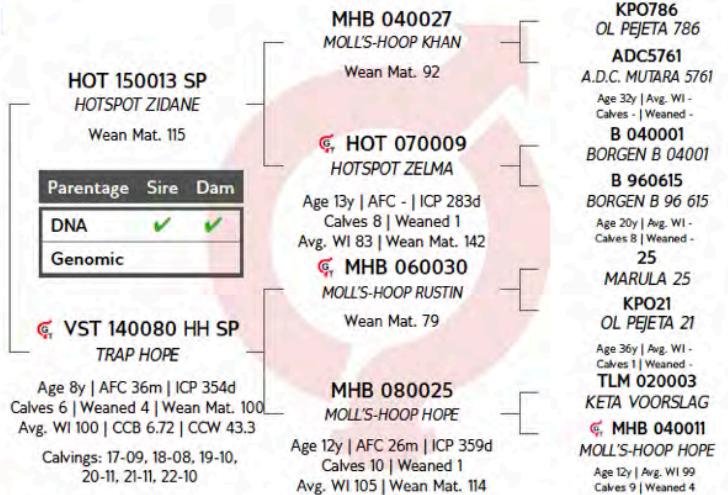 MHB 040027
MOLL'S-HOOP KHAN
Wean Mat. 92
KPO786
OL PEJETA 786
ADC5761
A.D.C. MUTARA 5761
Age 32y | Avg. WI -
Calves - | Weaned -
HOT 150013 SP
HOTSPOT ZIDANE
Wean Mat. 115
HOT 070009
HOTSPOT ZELMA
Age 13y | AFC - | ICP 283d
Calves 8 | Weaned 1
Avg. WI 83 | Wean Mat. 142
B 040001
BORGEN B 04001
B 960615
BORGEN B 96 615
Age 20y | Avg. WI -
Calves 8 | Weaned -
Parentage Sire Dam
DNA ✔ ✔
Genomic
MHB 060030
MOLL'S-HOOP RUSTIN
Wean Mat. 79
25
MARULA 25
KPO21
OL PEJETA 21
Age 36y | Avg. WI -
Calves 1 | Weaned -
VST 140080 HH SP
TRAP HOPE
Age 8y | AFC 36m | ICP 354d
Calves 6 | Weaned 4 | Wean Mat. 100
Avg. WI 100 | CCB 6.72 | CCW 43.3
Calvings: 17-09, 18-08, 19-10,
20-11, 21-11, 22-10
MHB 080025
MOLL'S-HOOP HOPE
Age 12y | AFC 26m | ICP 359d
Calves 10 | Weaned 1
Avg. WI 105 | Wean Mat. 114
TLM 020003
KETA VOORSLAG
MHB 040011
MOLL'S-HOOP HOPE
Age 12y | Avg. WI 99
Calves 9 | Weaned 4